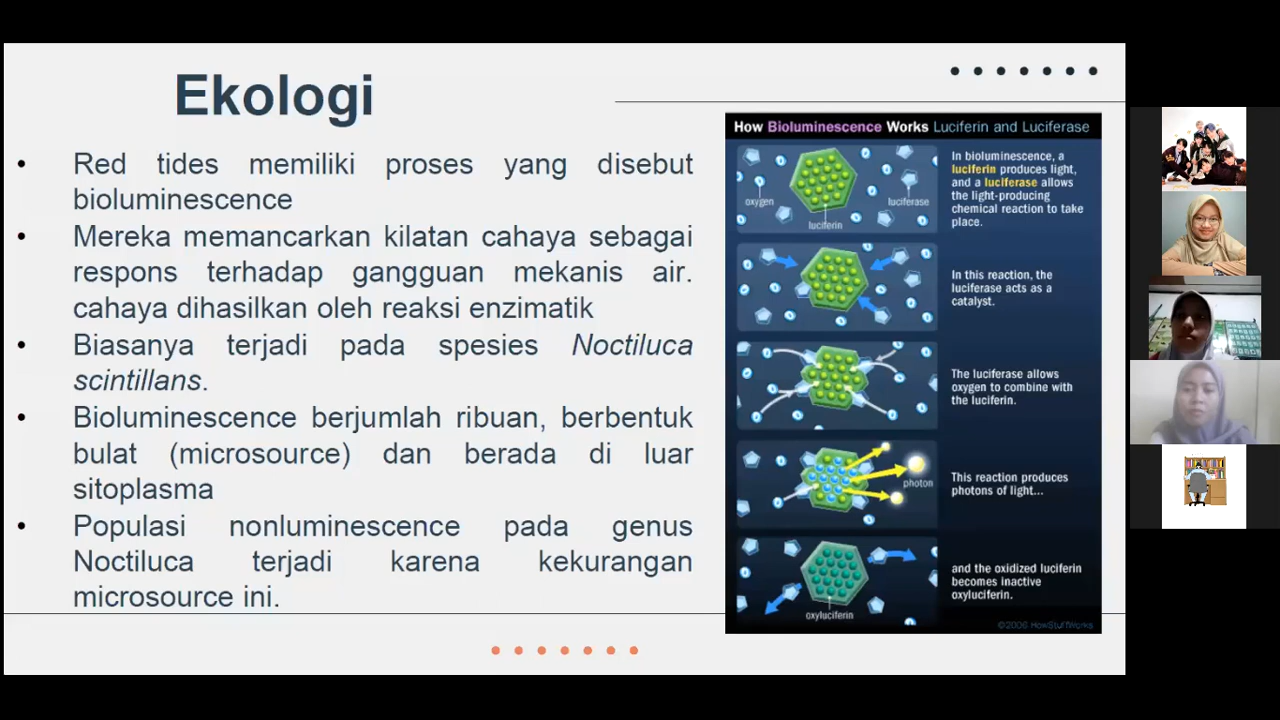 Ekologi
• Red tides memiliki proses yang disebut
bioluminescence
• Mereka memancarkan kilatan cahaya sebagai
respons terhadap gangguan mekanis air.
cahaya dihasilkan oleh reaksi enzimatik
• Biasanya terjadi pada spesies Noctiluca
scintillans.
• Bioluminescence berjumlah ribuan, berbentuk
bulat (microsource) dan berada di luar
sitoplasma
• Populasi nonluminescence pada genus
Noctiluca terjadi karena kekurangan
microsource ini.
How Bioluminescence Works Luciferin and Luciferase
oxygen
luciferin
luciferase
In bioluminescence, a
luciferin produces light,
and a luciferase allows
the light-producing
chemical reaction to take
place.
In this reaction, the
luciferase acts as a
catalyst.
The luciferase allows
oxygen to combine with
the luciferin.
photon
This reaction produces
photons of light...
oxyluciferin
and the oxidized luciferin
becomes inactive
oxyluciferin.
©2006 HowStuffWorks